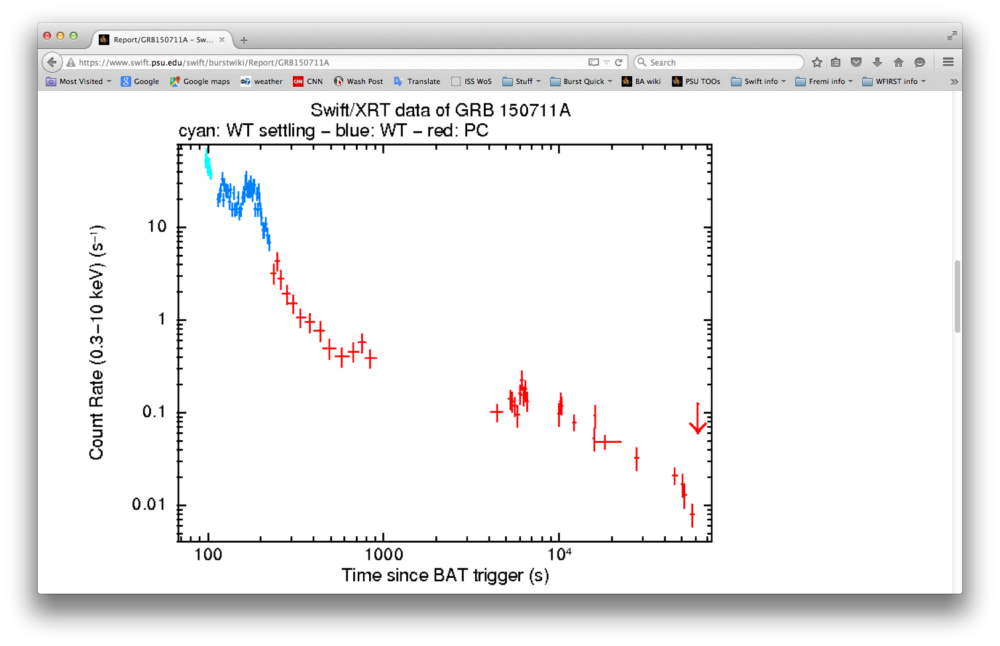 Report/GRB150711A – Sw...
https://www.swift.psu.edu/swift/burstwiki/Report/GRB150711A
Search
Most Visited Google Google maps weather CNN Wash Post Translate ISS WoS Stuff Burst Quick BA wiki PSU TOOs Swift info Fremi info WFIRST info
Swift/XRT data of GRB 150711A
cyan: WT settling – blue: WT – red: PC
Count Rate (0.3–10 keV) (s⁻¹)
10
1
0.1
0.01
100 1000 10⁴
Time since BAT trigger (s)